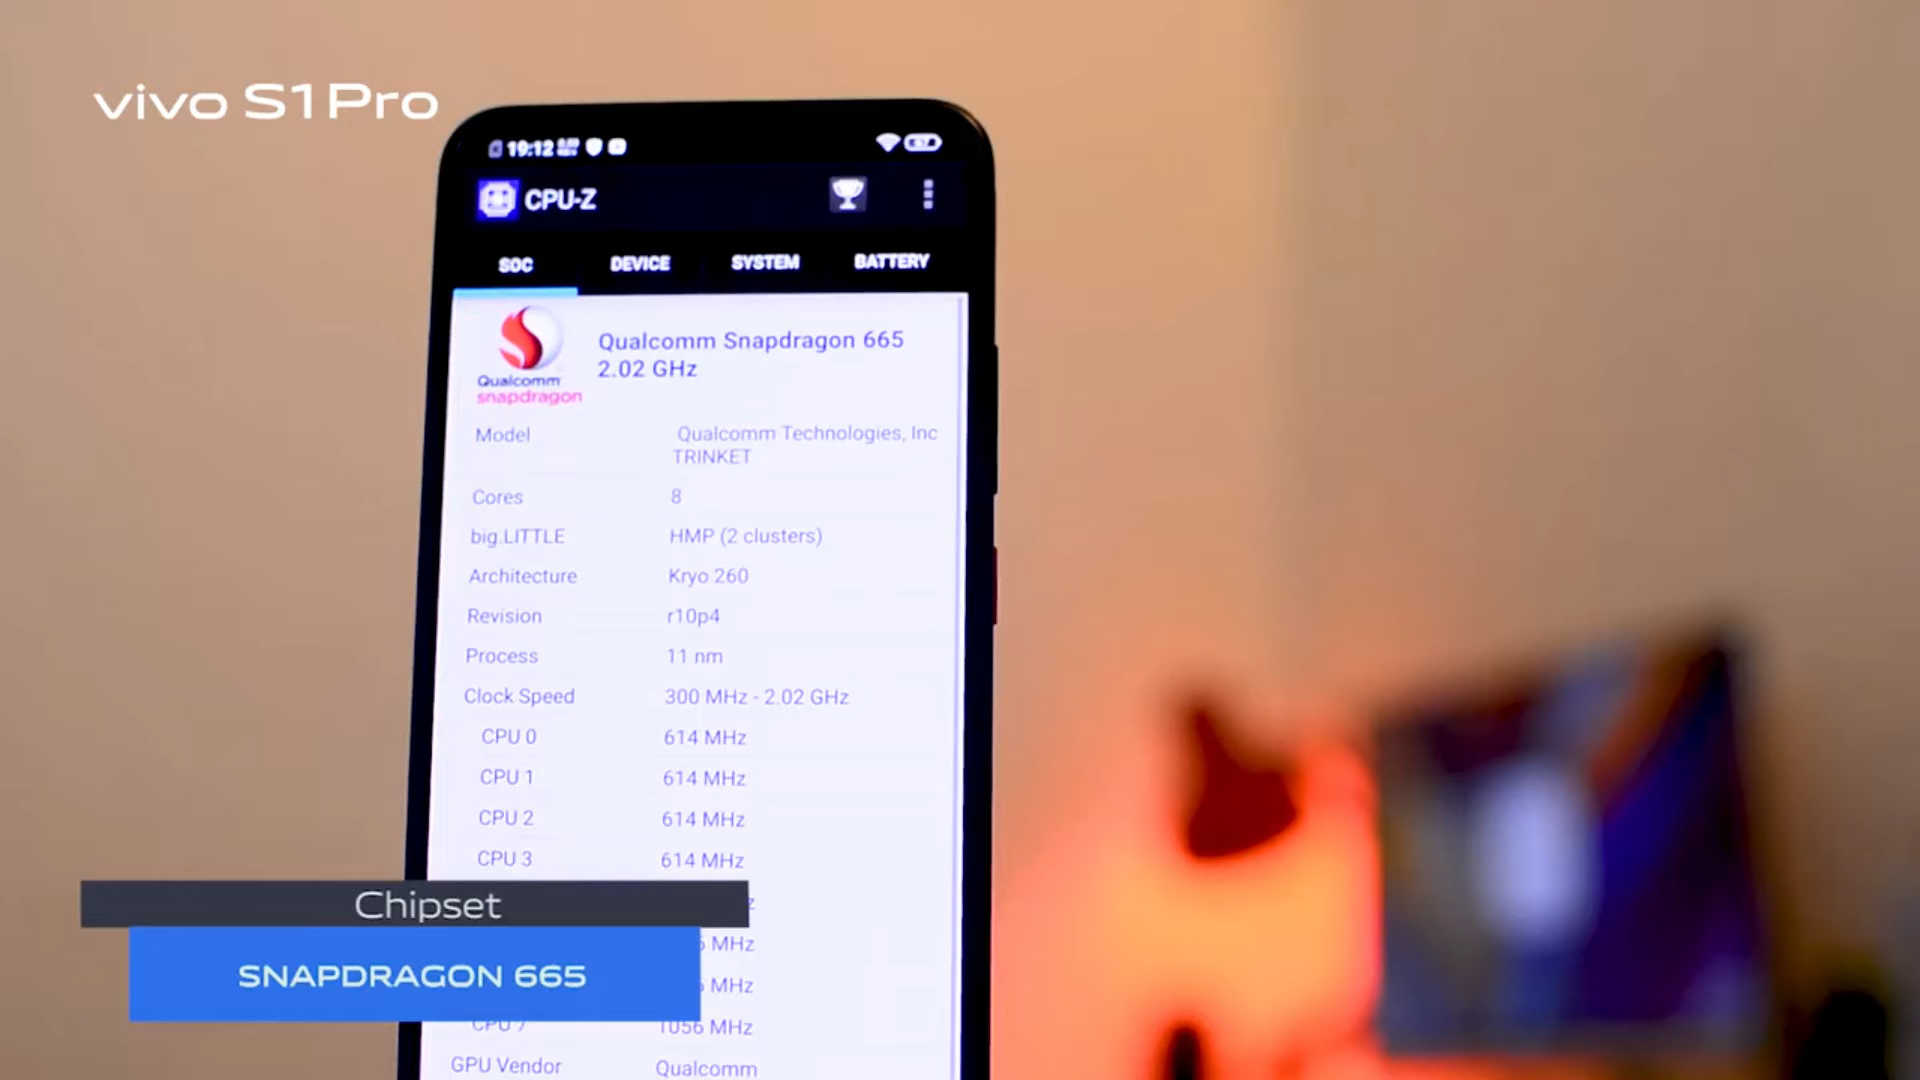 vivo S1 Pro
19:12
CPU-Z
SOC DEVICE SYSTEM BATTERY
Qualcomm Snapdragon 665
2.02 GHz
Qualcomm
snapdragon
Model Qualcomm Technologies, Inc
TRINKET
Cores 8
big.LITTLE HMP (2 clusters)
Architecture Kryo 260
Revision r10p4
Process 11 nm
Clock Speed 300 MHz - 2.02 GHz
CPU 0 614 MHz
CPU 1 614 MHz
CPU 2 614 MHz
CPU 3 614 MHz
Chipset
MHz
SNAPDRAGON 665
MHz
CPU 7 1056 MHz
GPU Vendor Qualcomm